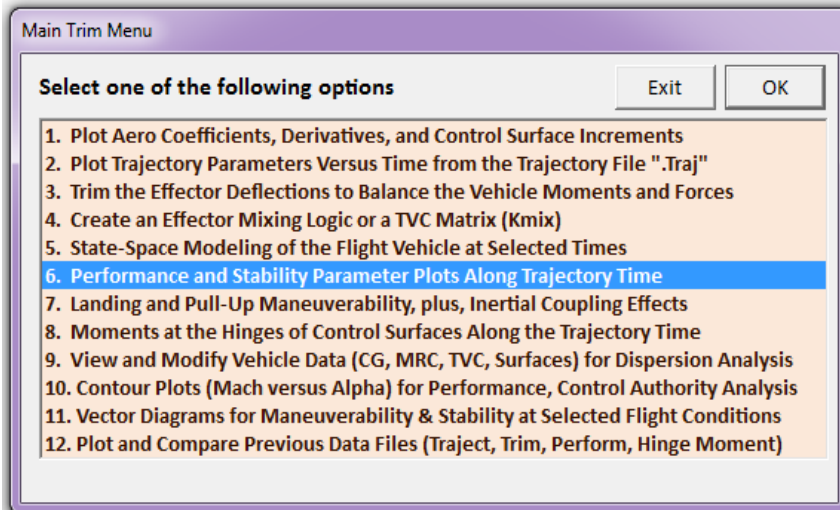 Main Trim Menu
Select one of the following options
Exit
OK
1. Plot Aero Coefficients, Derivatives, and Control Surface Increments
2. Plot Trajectory Parameters Versus Time from the Trajectory File ".Traj"
3. Trim the Effector Deflections to Balance the Vehicle Moments and Forces
4. Create an Effector Mixing Logic or a TVC Matrix (Kmix)
5. State-Space Modeling of the Flight Vehicle at Selected Times
6. Performance and Stability Parameter Plots Along Trajectory Time
7. Landing and Pull-Up Maneuverability, plus, Inertial Coupling Effects
8. Moments at the Hinges of Control Surfaces Along the Trajectory Time
9. View and Modify Vehicle Data (CG, MRC, TVC, Surfaces) for Dispersion Analysis
10. Contour Plots (Mach versus Alpha) for Performance, Control Authority Analysis
11. Vector Diagrams for Maneuverability & Stability at Selected Flight Conditions
12. Plot and Compare Previous Data Files (Traject, Trim, Perform, Hinge Moment)